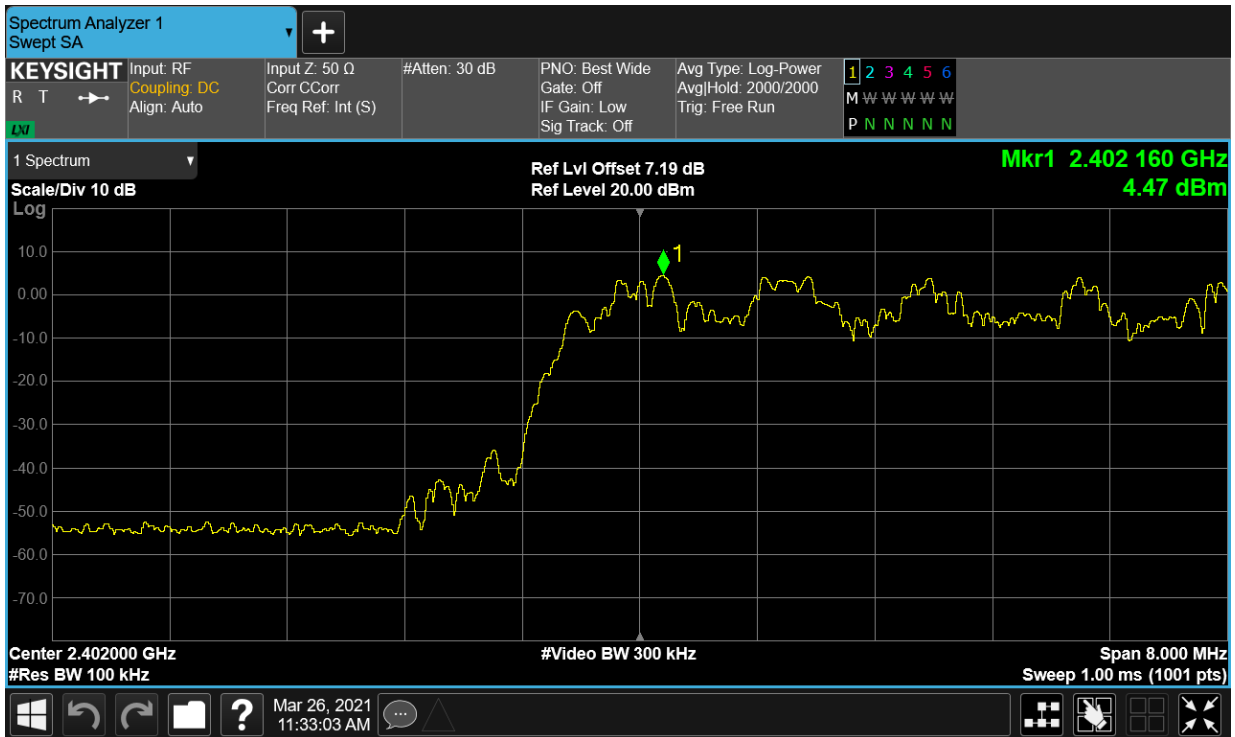 Spectrum Analyzer 1
Swept SA
KEYSIGHT
R T
LXI
Input: RF
Coupling: DC
Align: Auto
Input Z: 50 Ω
Corr CCorr
Freq Ref: Int (S)
#Atten: 30 dB
PNO: Best Wide
Gate: Off
IF Gain: Low
Sig Track: Off
Avg Type: Log-Power
Avg|Hold: 2000/2000
Trig: Free Run
1 2 3 4 5 6
M W W W W W
P N N N N N
1 Spectrum
Scale/Div 10 dB
Log
Ref Lvl Offset 7.19 dB
Ref Level 20.00 dBm
Mkr1 2.402 160 GHz
4.47 dBm
1
10.0
0.00
-10.0
-20.0
-30.0
-40.0
-50.0
-60.0
-70.0
Center 2.402000 GHz
#Res BW 100 kHz
#Video BW 300 kHz
Span 8.000 MHz
Sweep 1.00 ms (1001 pts)
?
Mar 26, 2021
11:33:03 AM